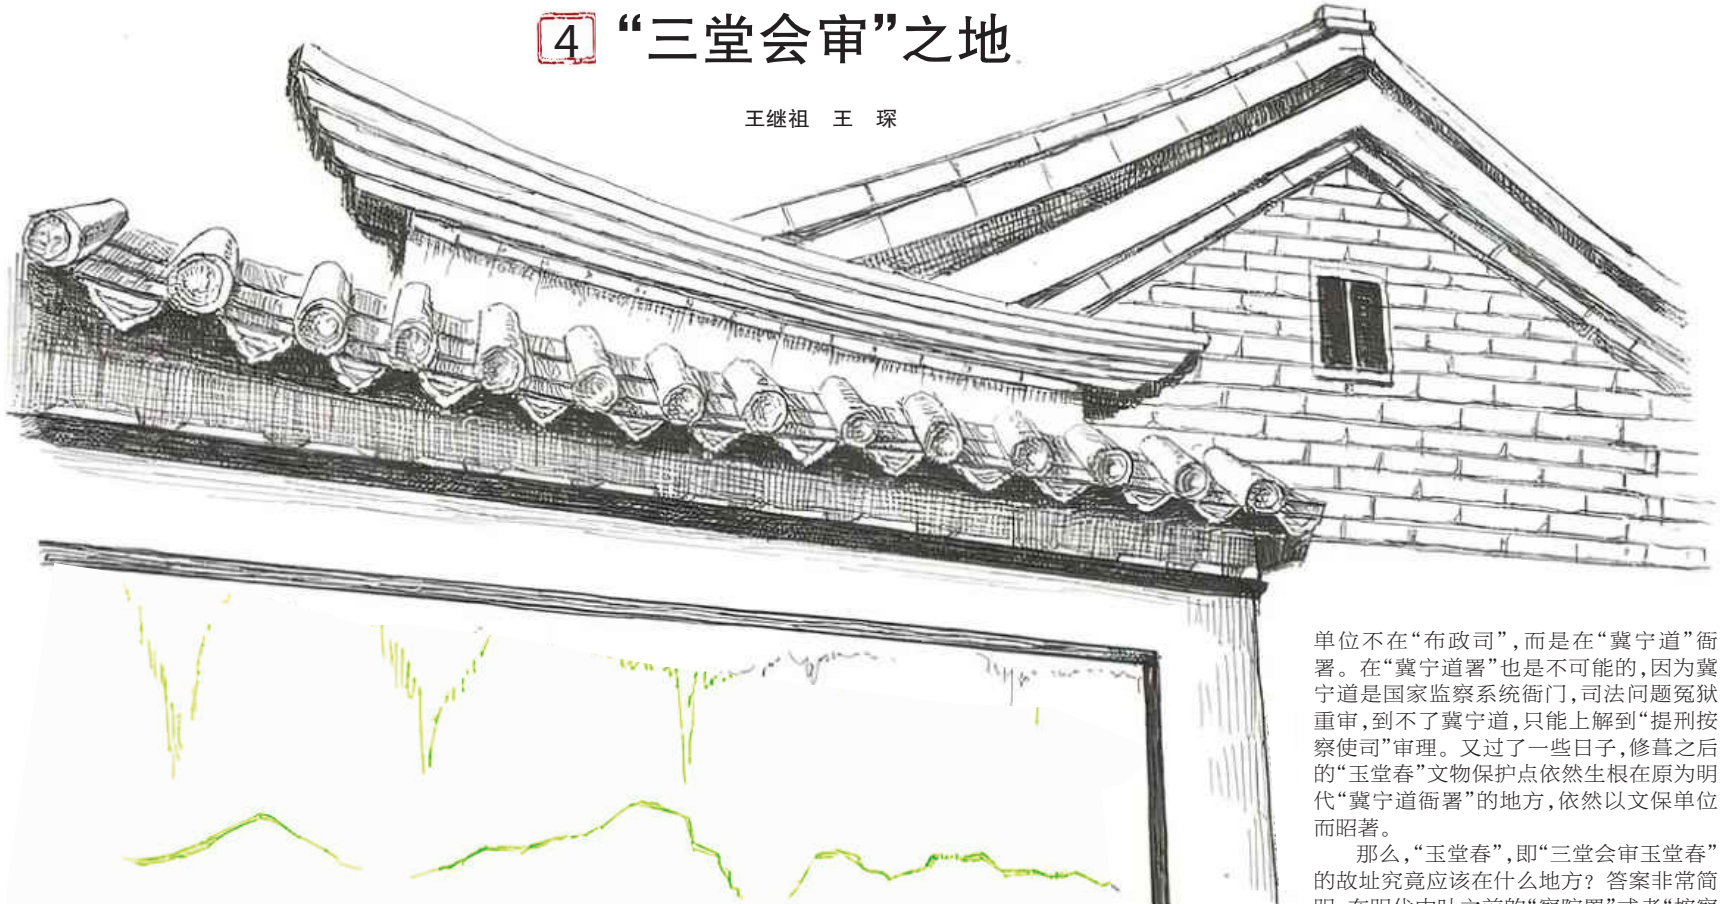 4 “三堂会审”之地
王继祖 王 琛
单位不在“布政司”，而是在“冀宁道”衙
署。在“冀宁道署”也是不可能的，因为冀
宁道是国家监察系统衙门，司法问题冤狱
重审，到不了冀宁道，只能上解到“提刑按
察使司”审理。又过了一些日子，修葺之后
的“玉堂春”文物保护点依然生根在原为明
代“冀宁道衙署”的地方，依然以文保单位
而昭著。
那么，“玉堂春”，即“三堂会审玉堂春”
的故址究竟应该在什么地方？答案非常简